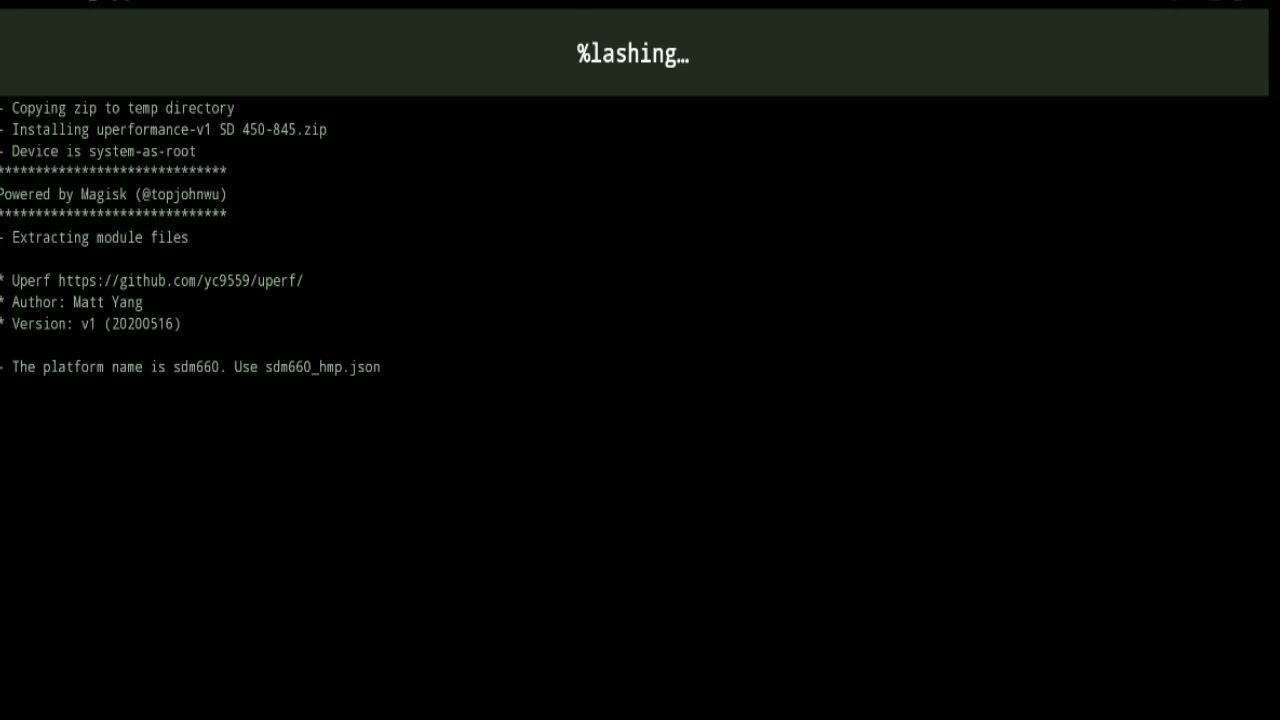 %lashing…
- Copying zip to temp directory
- Installing uperformance-v1 SD 450-845.zip
- Device is system-as-root
******************************
Powered by Magisk (@topjohnwu)
******************************
- Extracting module files
* Uperf https://github.com/yc9559/uperf/
* Author: Matt Yang
* Version: v1 (20200516)
- The platform name is sdm660. Use sdm660_hmp.json